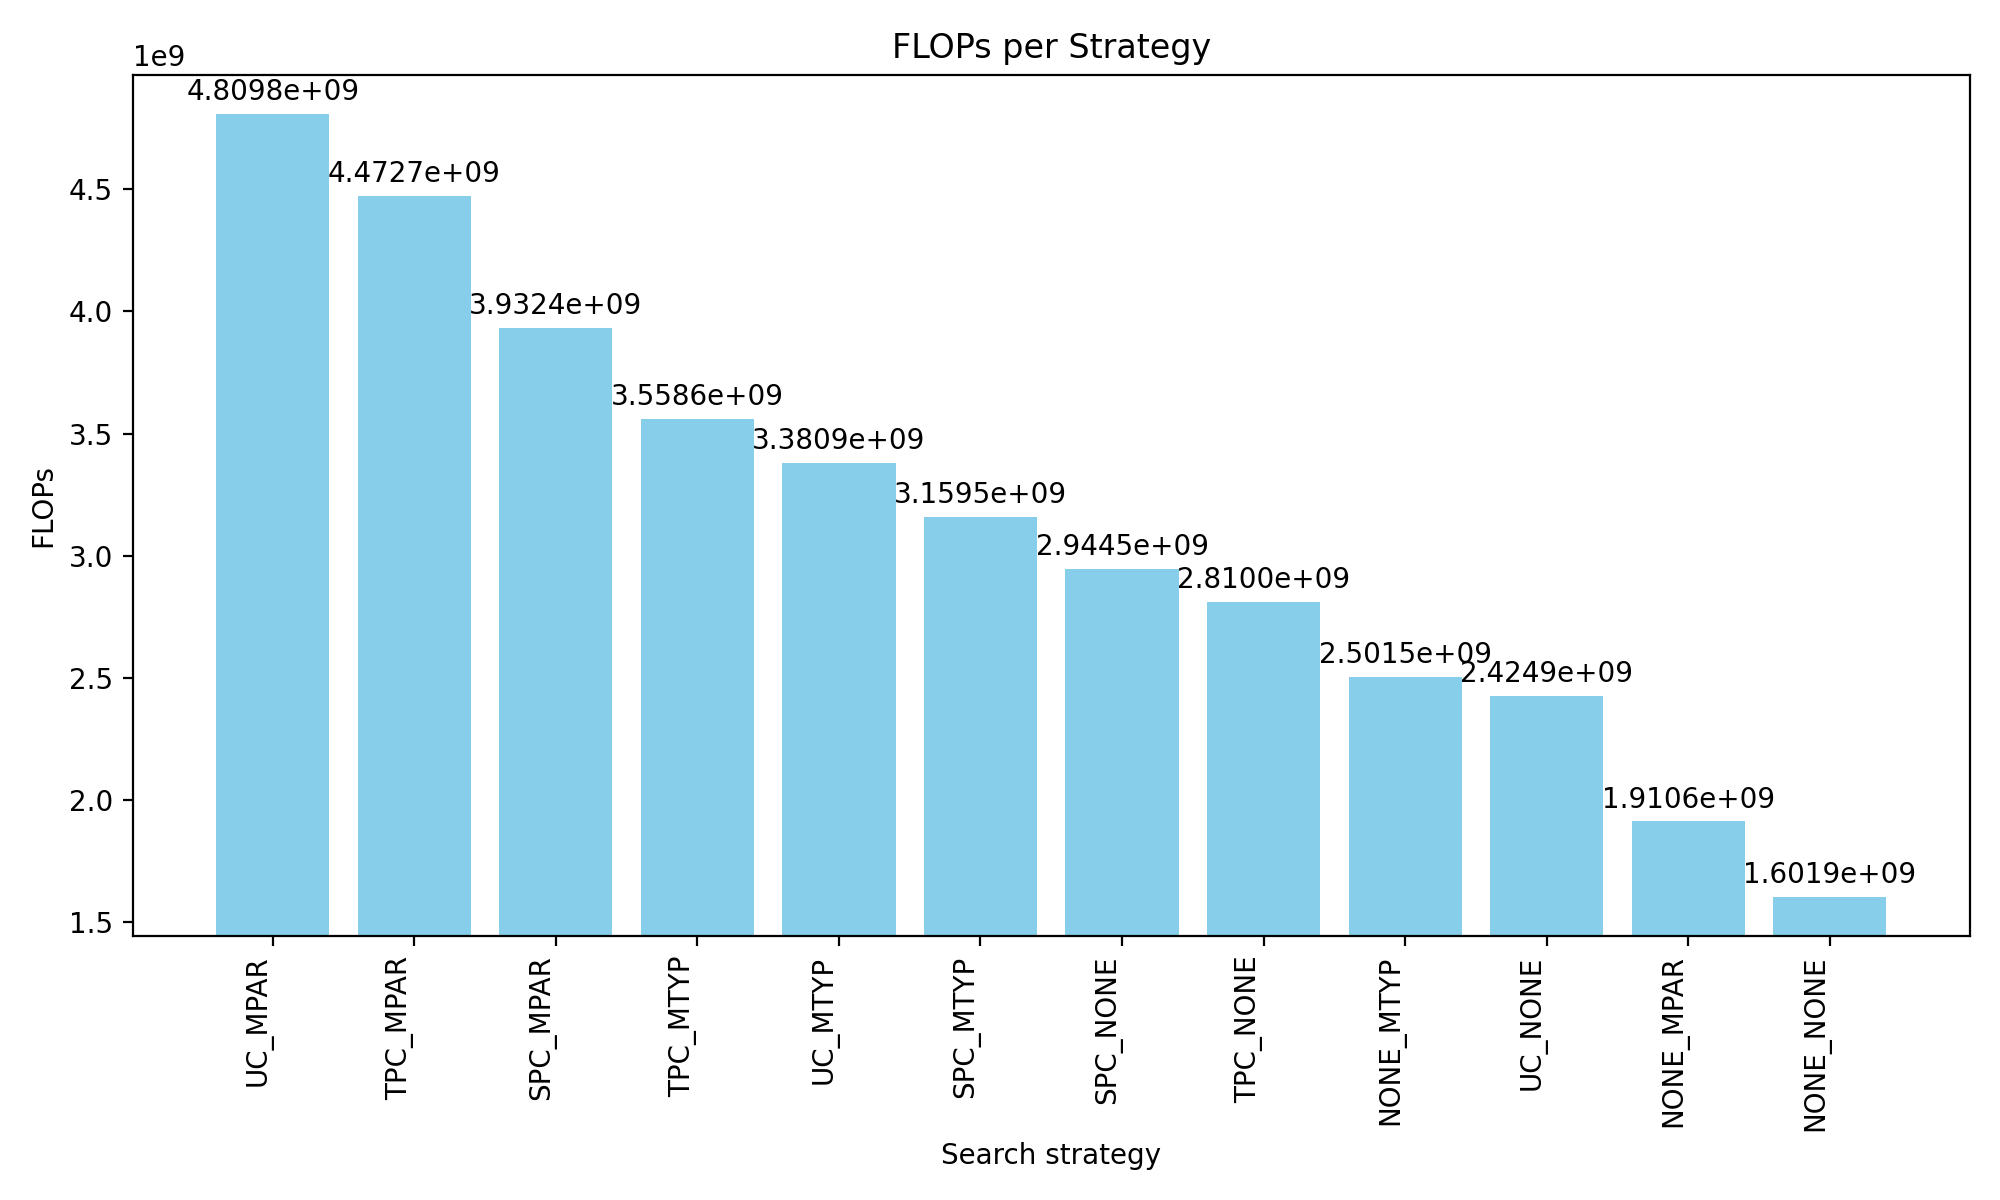 FLOPs per Strategy
1e9
4.8098e+09
4.4727e+09
3.9324e+09
3.5586e+09
3.3809e+09
3.1595e+09
2.9445e+09
2.8100e+09
2.5015e+09
2.4249e+09
1.9106e+09
1.6019e+09
4.5
4.0
3.5
3.0
2.5
2.0
1.5
FLOPs
UC_MPAR
TPC_MPAR
SPC_MPAR
TPC_MTYP
UC_MTYP
SPC_MTYP
SPC_NONE
TPC_NONE
NONE_MTYP
UC_NONE
NONE_MPAR
NONE_NONE
Search strategy